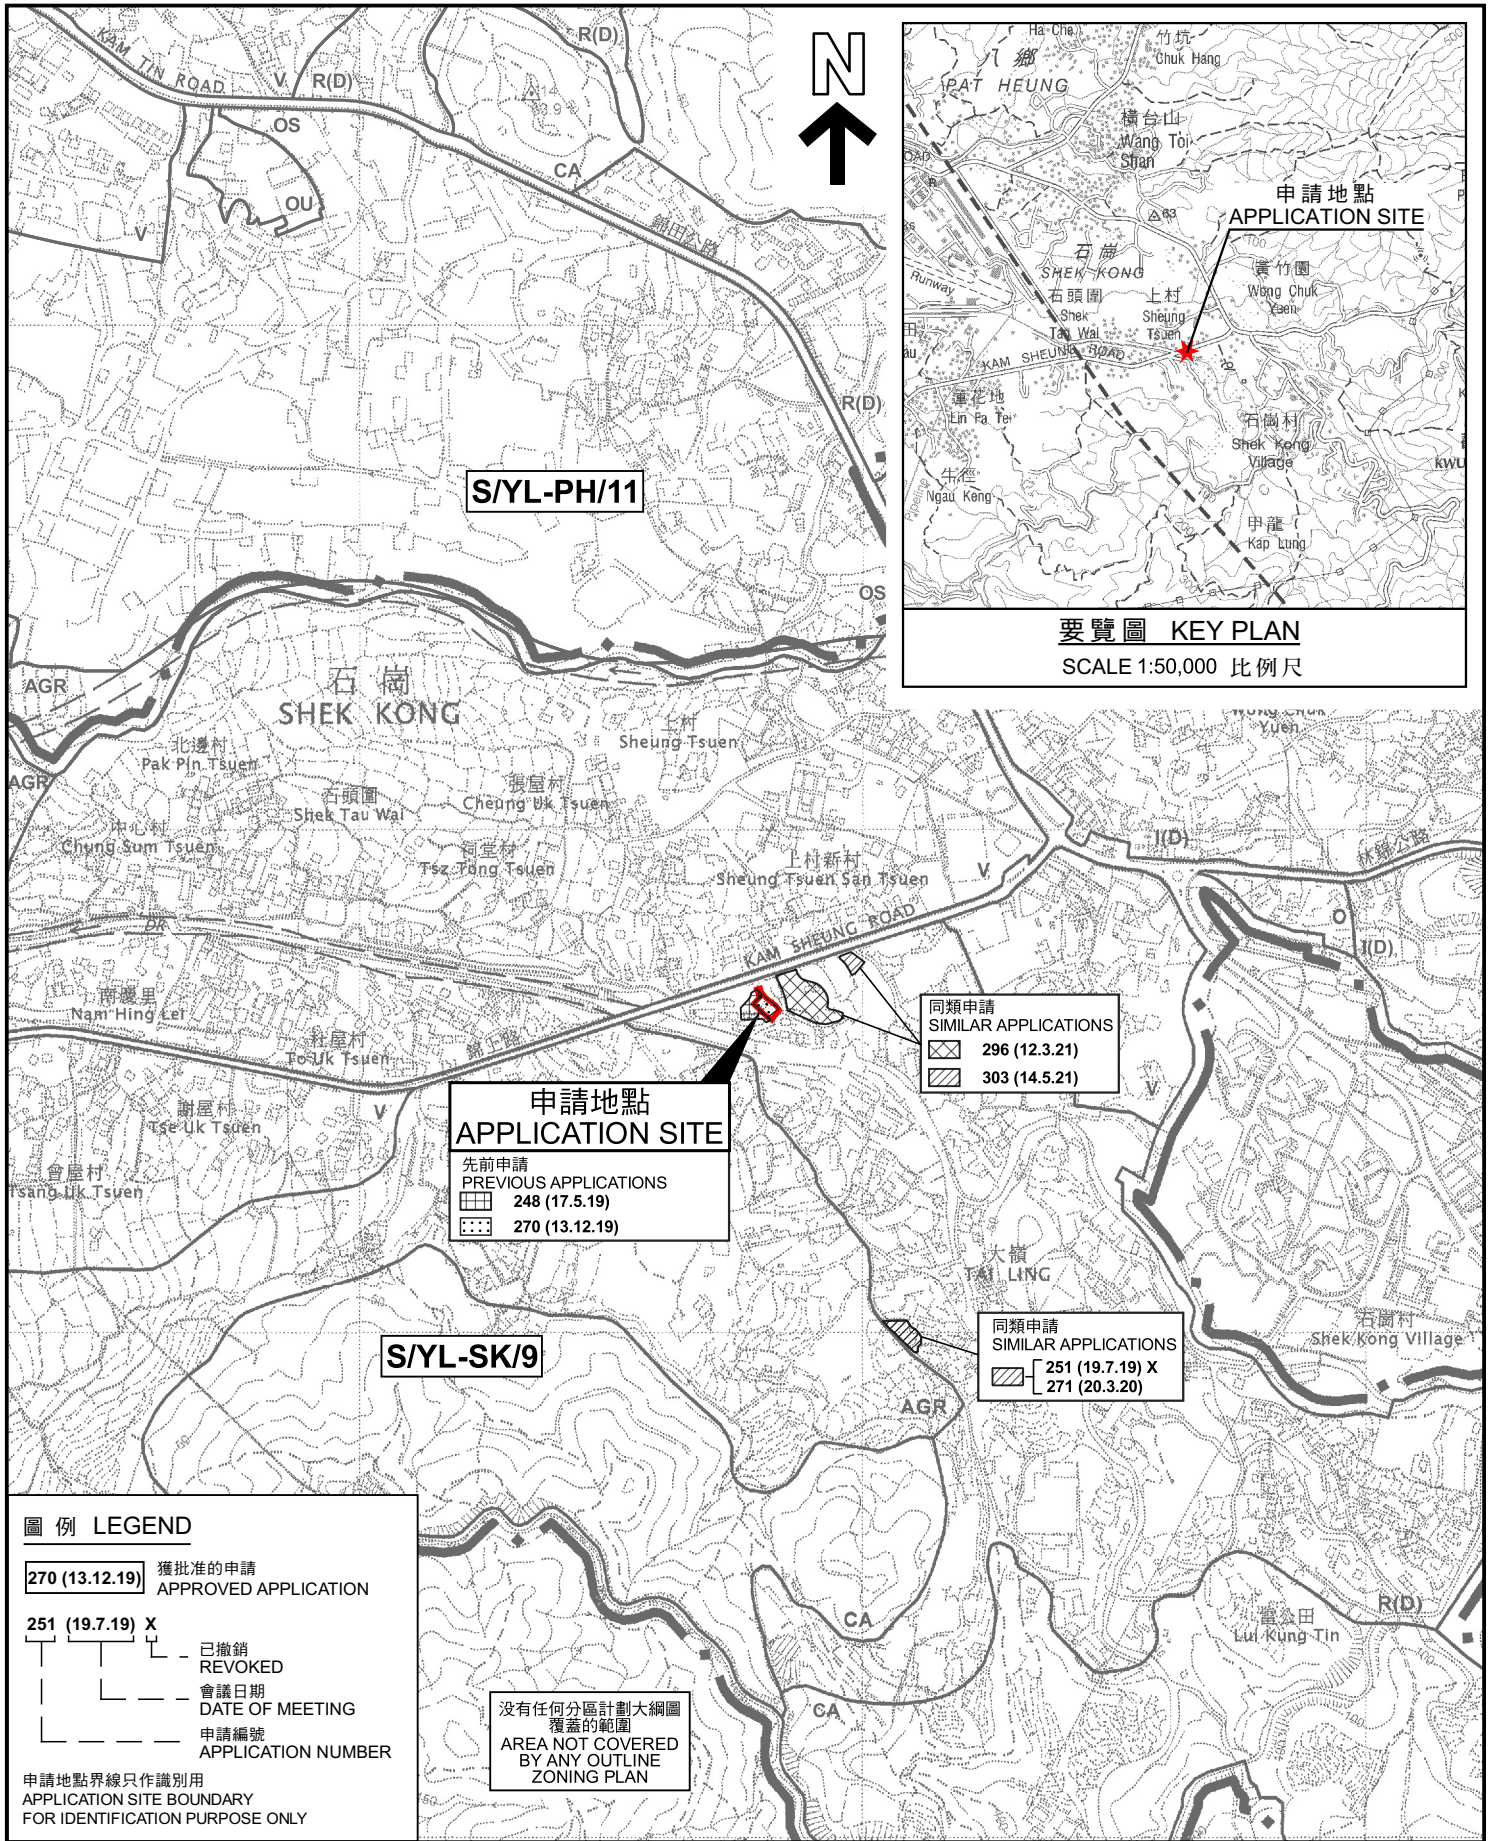 KAM TIN ROAD
V
R(D)
R(D)
OS
OU
V
CA
錦田公路
R(D)
N
Ha Che
竹坑
Chuk Hang
八鄉
PAT HEUNG
橫台山
Wang Toi
Shan
63
申請地點
APPLICATION SITE
石崗
SHEK KONG
Runway
石頭圍
Shek
Tau Wai
上村
Sheung
Tsuen
黃竹園
Wong Chuk
Yuen
KAM SHEUNG ROAD
蓮花地
Lin Fa Tei
石崗村
Shek Kong
Village
牛徑
Ngau Keng
甲龍
Kap Lung
要覽圖 KEY PLAN
SCALE 1:50,000 比例尺
S/YL-PH/11
OS
AGR
石崗
SHEK KONG
AGR
北邊村
Pak Pin Tsuen
上村
Sheung Tsuen
Wong Chuk
Yuen
石頭圍
Shek Tau Wai
張屋村
Cheung Uk Tsuen
中心村
Chung Sum Tsuen
祠堂村
Tsz Tong Tsuen
上村新村
Sheung Tsuen San Tsuen
V
I(D)
林錦公路
KAM SHEUNG ROAD
DR
O
I(D)
南慶里
Nam Hing Lei
杜屋村
To Uk Tsuen
錦上路
謝屋村
Tse Uk Tsuen
V
曾屋村
Tsang Uk Tsuen
同類申請
SIMILAR APPLICATIONS
296 (12.3.21)
303 (14.5.21)
V
申請地點
APPLICATION SITE
先前申請
PREVIOUS APPLICATIONS
248 (17.5.19)
270 (13.12.19)
大嶺
TAI LING
同類申請
SIMILAR APPLICATIONS
251 (19.7.19) X
271 (20.3.20)
石崗村
Shek Kong Village
S/YL-SK/9
AGR
CA
CA
R(D)
雷公田
Lui Kung Tin
圖例 LEGEND
270 (13.12.19)
獲批准的申請
APPROVED APPLICATION
251 (19.7.19) X
已撤銷
REVOKED
會議日期
DATE OF MEETING
申請編號
APPLICATION NUMBER
申請地點界線只作識別用
APPLICATION SITE BOUNDARY
FOR IDENTIFICATION PURPOSE ONLY
没有任何分區計劃大綱圖
覆蓋的範圍
AREA NOT COVERED
BY ANY OUTLINE
ZONING PLAN